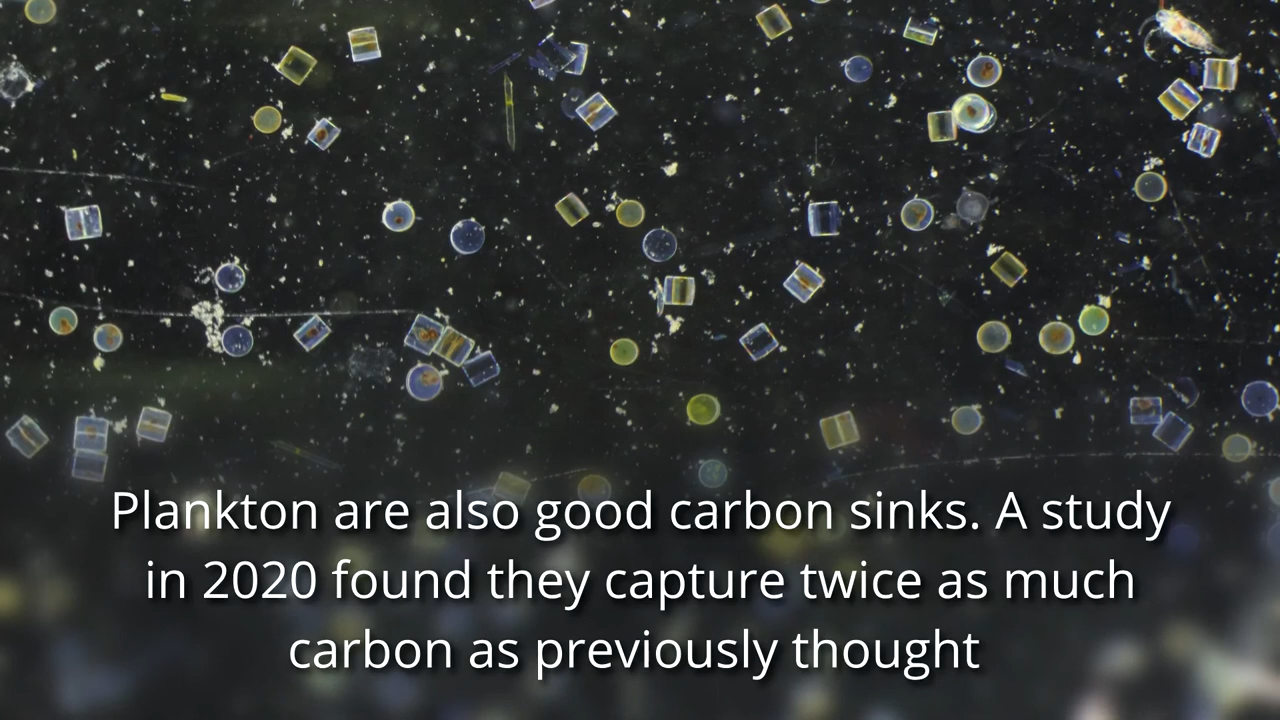 Plankton are also good carbon sinks. A study
in 2020 found they capture twice as much
carbon as previously thought